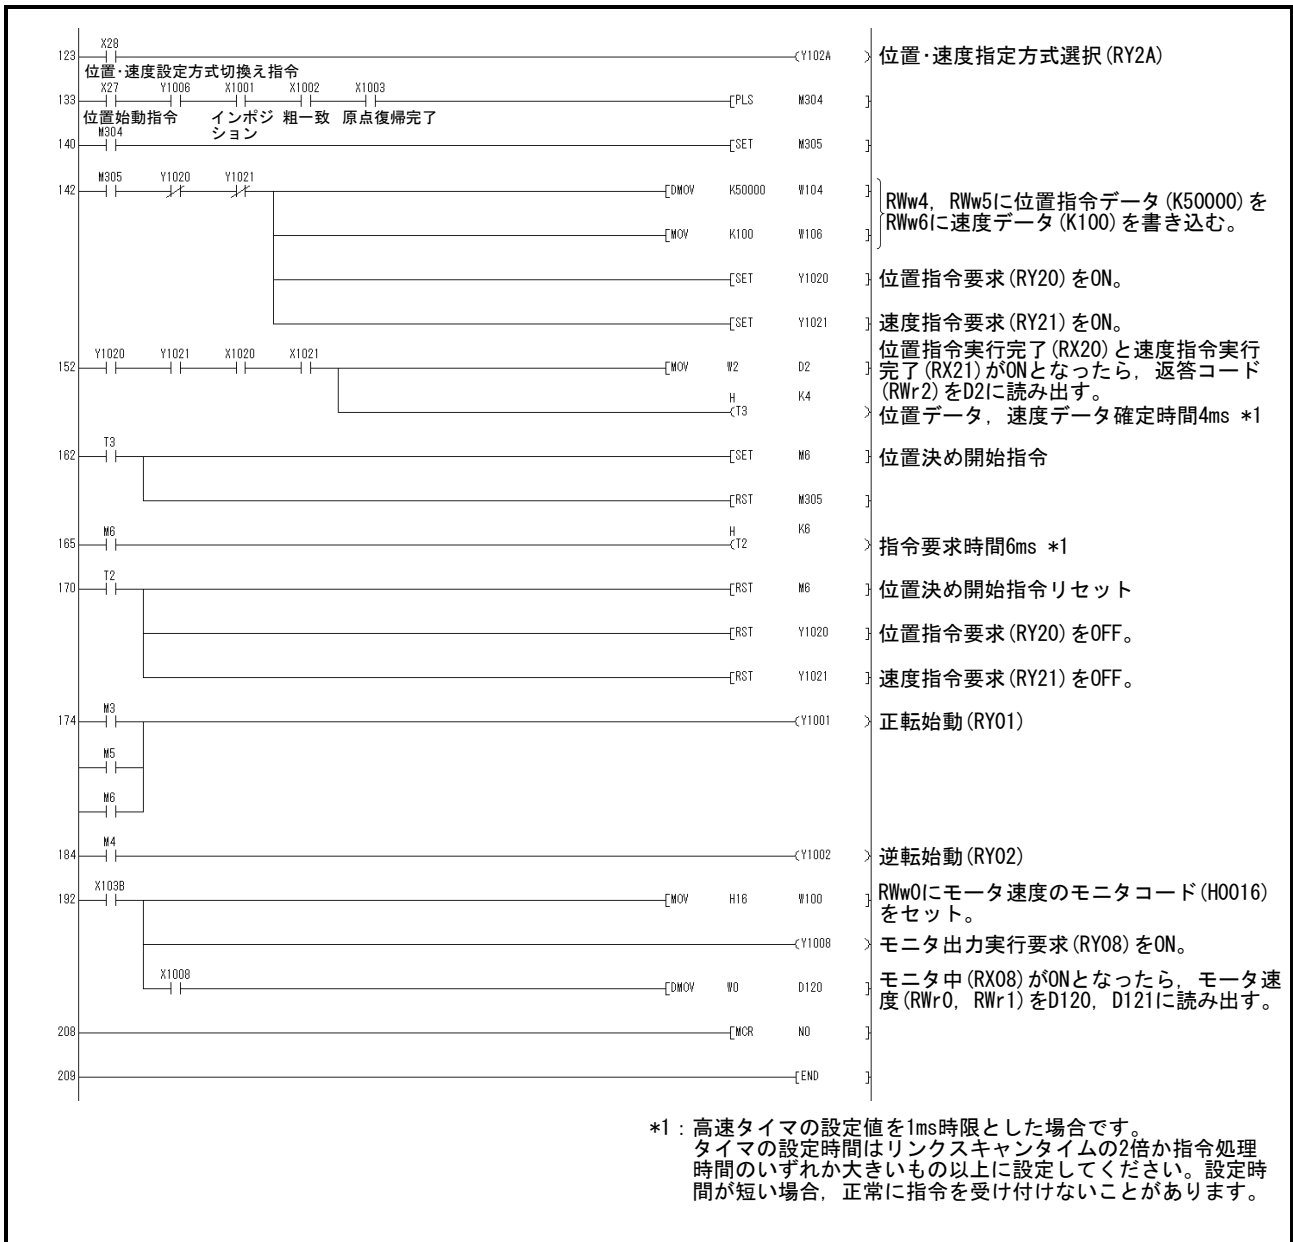 X28
123 (Y102A ) 位置・速度指定方式選択(RY2A)
位置・速度設定方式切換え指令
X27 Y1006 X1001 X1002 X1003
133 [PLS M304 ]
位置始動指令 インポジション 粗一致 原点復帰完了
M304
140 [SET M305 ]
M305 Y1020 Y1021
142 [DMOV K50000 W104 ]
RWw4, RWw5に位置指令データ(K50000)を
RWw6に速度データ(K100)を書き込む。
[MOV K100 W106 ]
[SET Y1020 ] 位置指令要求(RY20)をON。
[SET Y1021 ] 速度指令要求(RY21)をON。
Y1020 Y1021 X1020 X1021
152 [MOV W2 D2 ]
位置指令実行完了(RX20)と速度指令実行
完了(RX21)がONとなったら, 返答コード
(RWr2)をD2に読み出す。
H K4
(T3 ) 位置データ, 速度データ確定時間4ms *1
T3
162 [SET M6 ] 位置決め開始指令
[RST M305 ]
M6 H K6
165 (T2 ) 指令要求時間6ms *1
T2
170 [RST M6 ] 位置決め開始指令リセット
[RST Y1020 ] 位置指令要求(RY20)をOFF。
[RST Y1021 ] 速度指令要求(RY21)をOFF。
M3
174 (Y1001 ) 正転始動(RY01)
M5
M6
M4
184 (Y1002 ) 逆転始動(RY02)
X103B
192 [MOV H16 W100 ]
RWw0にモータ速度のモニタコード(H0016)
をセット。
(Y1008 ) モニタ出力実行要求(RY08)をON。
X1008
[DMOV W0 D120 ]
モニタ中(RX08)がONとなったら, モータ速
度(RWr0, RWr1)をD120, D121に読み出す。
208 [MCR N0 ]
209 [END ]
*1：高速タイマの設定値を1ms時限とした場合です。
タイマの設定時間はリンクスキャンタイムの2倍か指令処理
時間のいずれか大きいもの以上に設定してください。設定時
間が短い場合, 正常に指令を受け付けないことがあります。